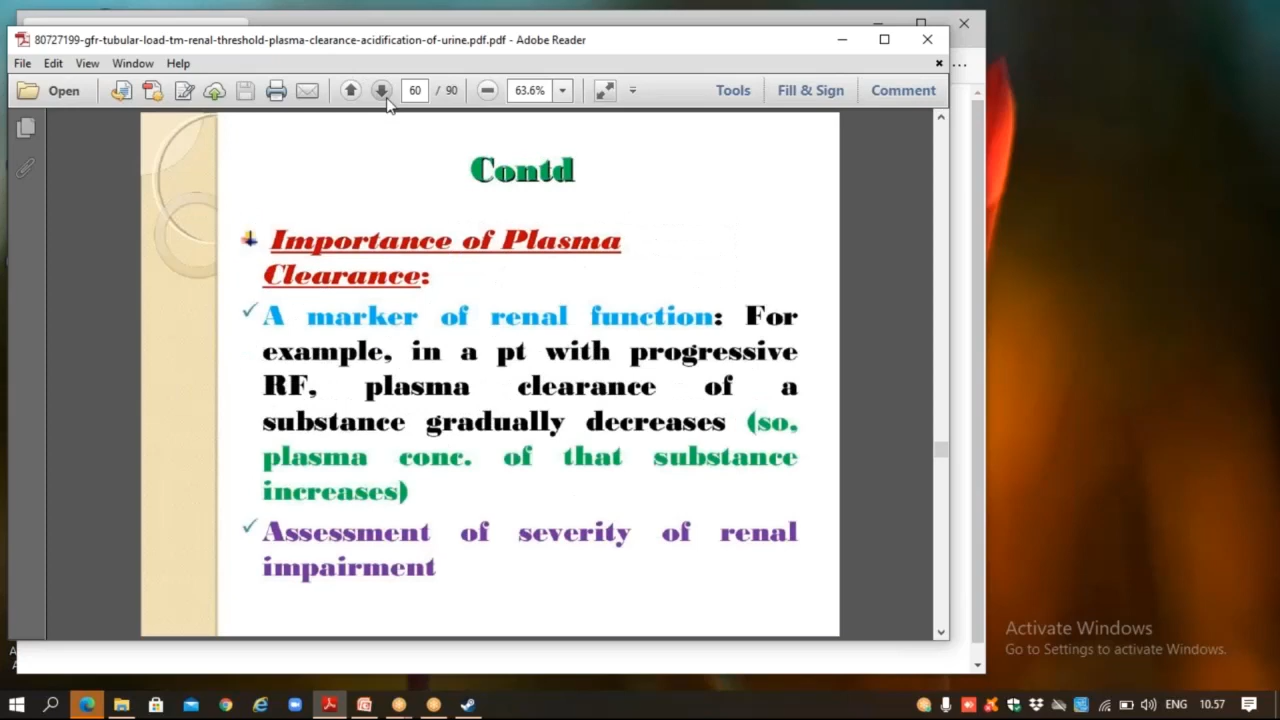 80727199-gfr-tubular-load-tm-renal-threshold-plasma-clearance-acidification-of-urine.pdf.pdf - Adobe Reader
File Edit View Window Help
Open 60 / 90 63.6% Tools Fill & Sign Comment
Contd
Importance of Plasma
Clearance:
A marker of renal function: For
example, in a pt with progressive
RF, plasma clearance of a
substance gradually decreases (so,
plasma conc. of that substance
increases)
Assessment of severity of renal
impairment
Activate Windows
Go to Settings to activate Windows.
ENG 10.57